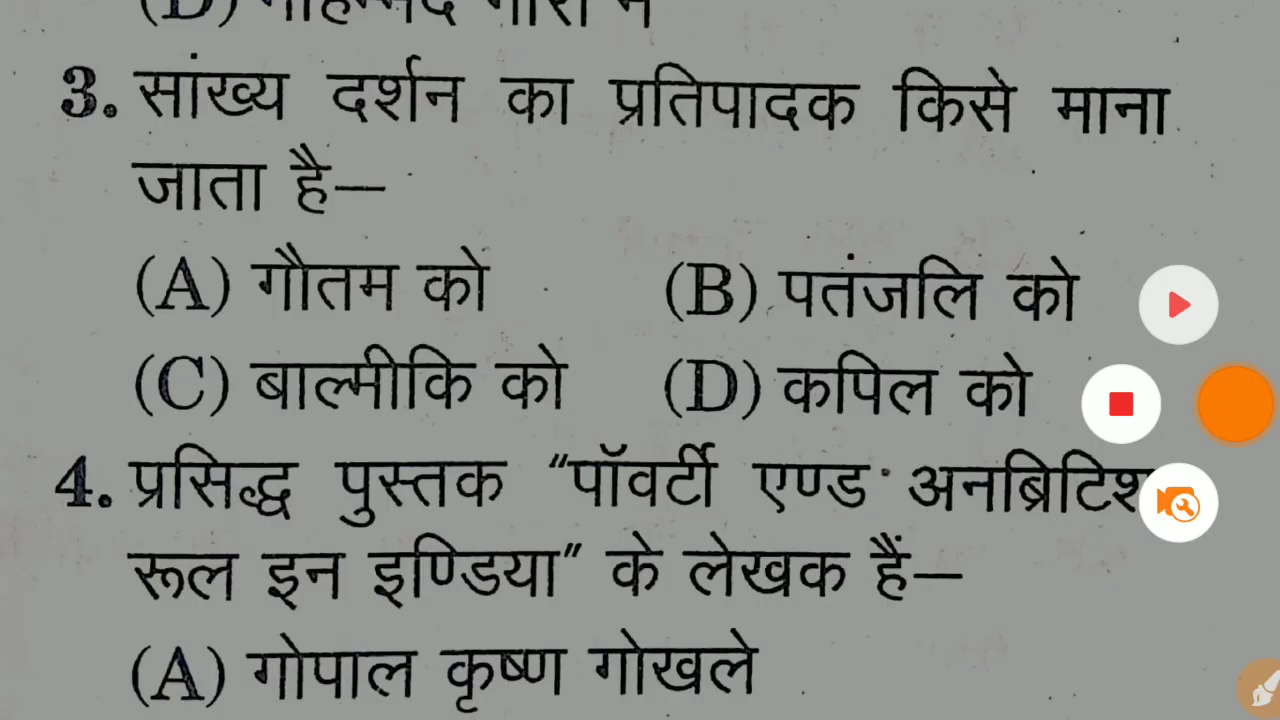 3. सांख्य दर्शन का प्रतिपादक किसे माना
जाता है—
(A) गौतम को (B) पतंजलि को
(C) बाल्मीकि को (D) कपिल को
4. प्रसिद्ध पुस्तक “पॉवर्टी एण्ड अनब्रिटिश
रूल इन इण्डिया” के लेखक हैं—
(A) गोपाल कृष्ण गोखले